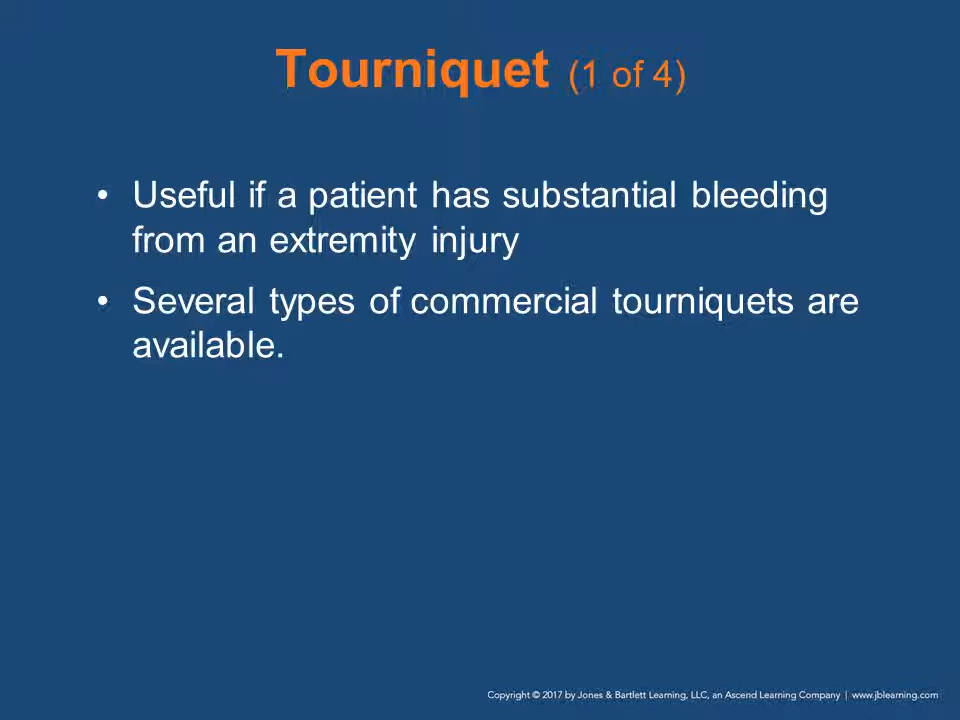 Tourniquet (1 of 4)
• Useful if a patient has substantial bleeding
from an extremity injury
• Several types of commercial tourniquets are
available.
Copyright © 2017 by Jones & Bartlett Learning, LLC, an Ascend Learning Company | www.jblearning.com